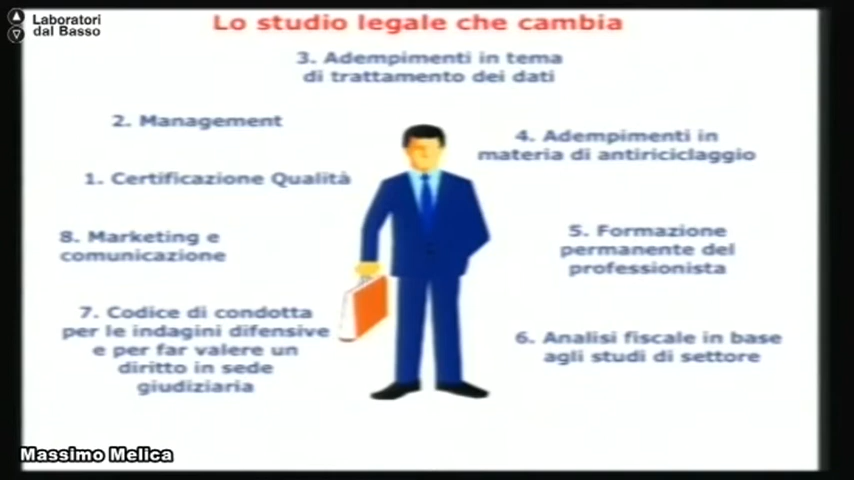 Laboratori
dal Basso
Lo studio legale che cambia
3. Adempimenti in tema
di trattamento dei dati
2. Management
4. Adempimenti in
materia di antiriciclaggio
1. Certificazione Qualità
8. Marketing e
comunicazione
5. Formazione
permanente del
professionista
7. Codice di condotta
per le indagini difensive
e per far valere un
diritto in sede
giudiziaria
6. Analisi fiscale in base
agli studi di settore
Massimo Melica